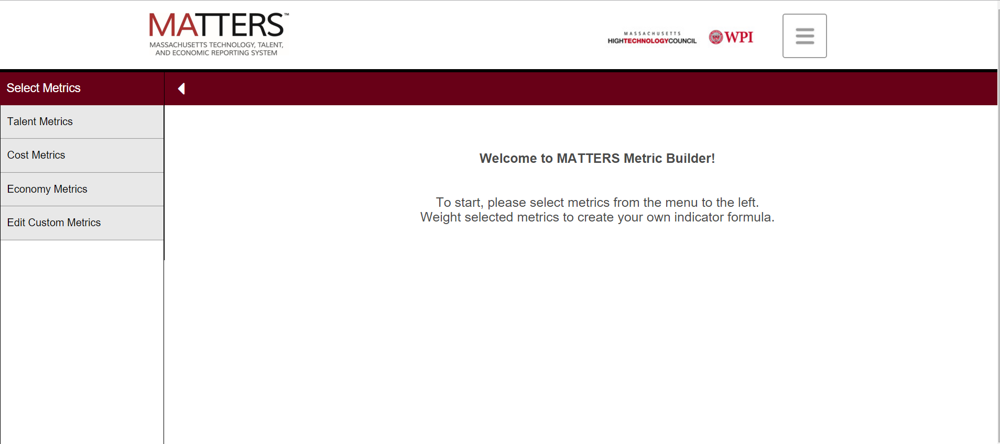 MATTERS™
MASSACHUSETTS TECHNOLOGY, TALENT,
AND ECONOMIC REPORTING SYSTEM
MASSACHUSETTS
HIGHTECHNOLOGYCOUNCIL
WPI
Select Metrics
Talent Metrics
Cost Metrics
Economy Metrics
Edit Custom Metrics
Welcome to MATTERS Metric Builder!
To start, please select metrics from the menu to the left.
Weight selected metrics to create your own indicator formula.